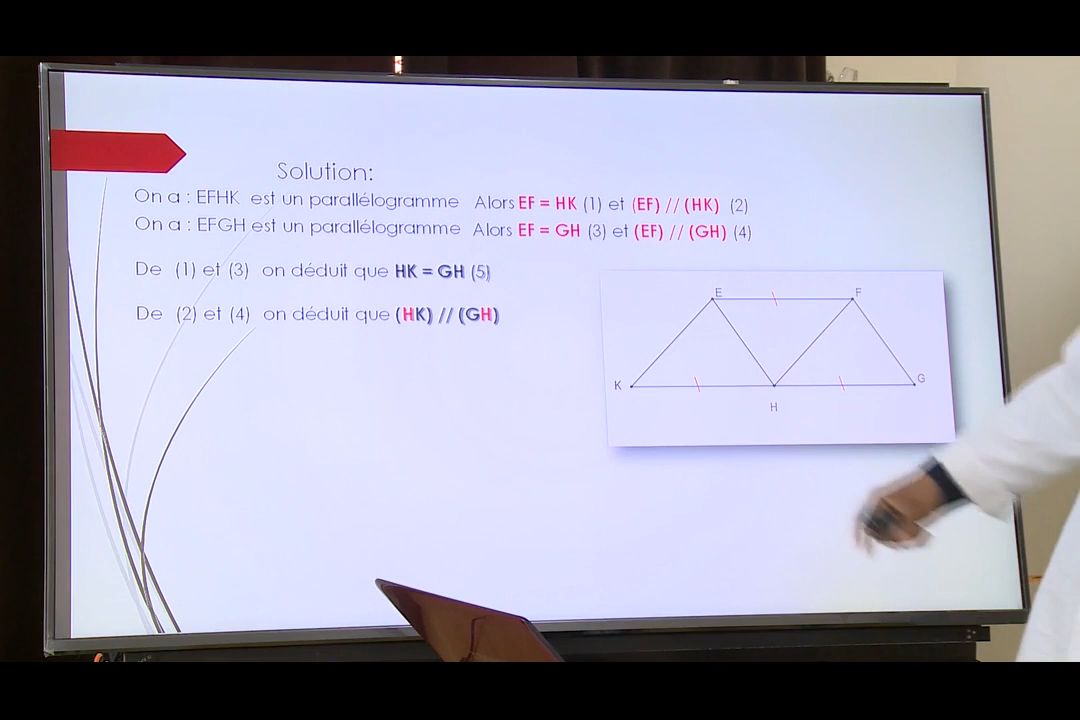 Solution:
On a : EFHK est un parallélogramme Alors EF = HK (1) et (EF) // (HK) (2)
On a : EFGH est un parallélogramme Alors EF = GH (3) et (EF) // (GH) (4)
De (1) et (3) on déduit que HK = GH (5)
De (2) et (4) on déduit que (HK) // (GH)
E F
K G
H